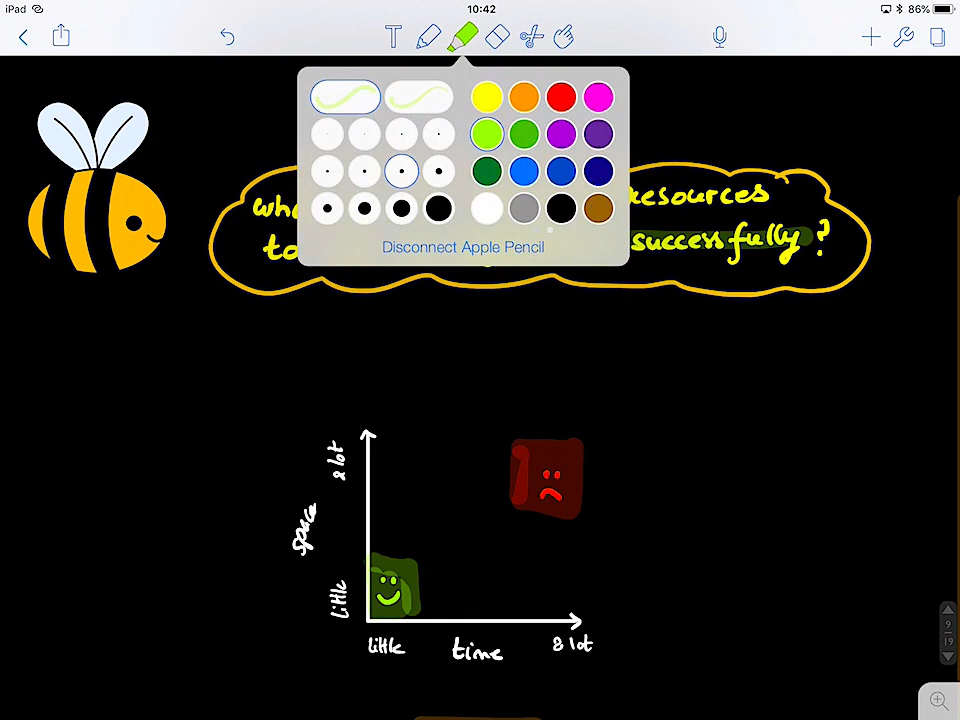 iPad 10:42 86%
T
Disconnect Apple Pencil
resources
to successfully ?
a lot
space
little
little time a lot
9
19